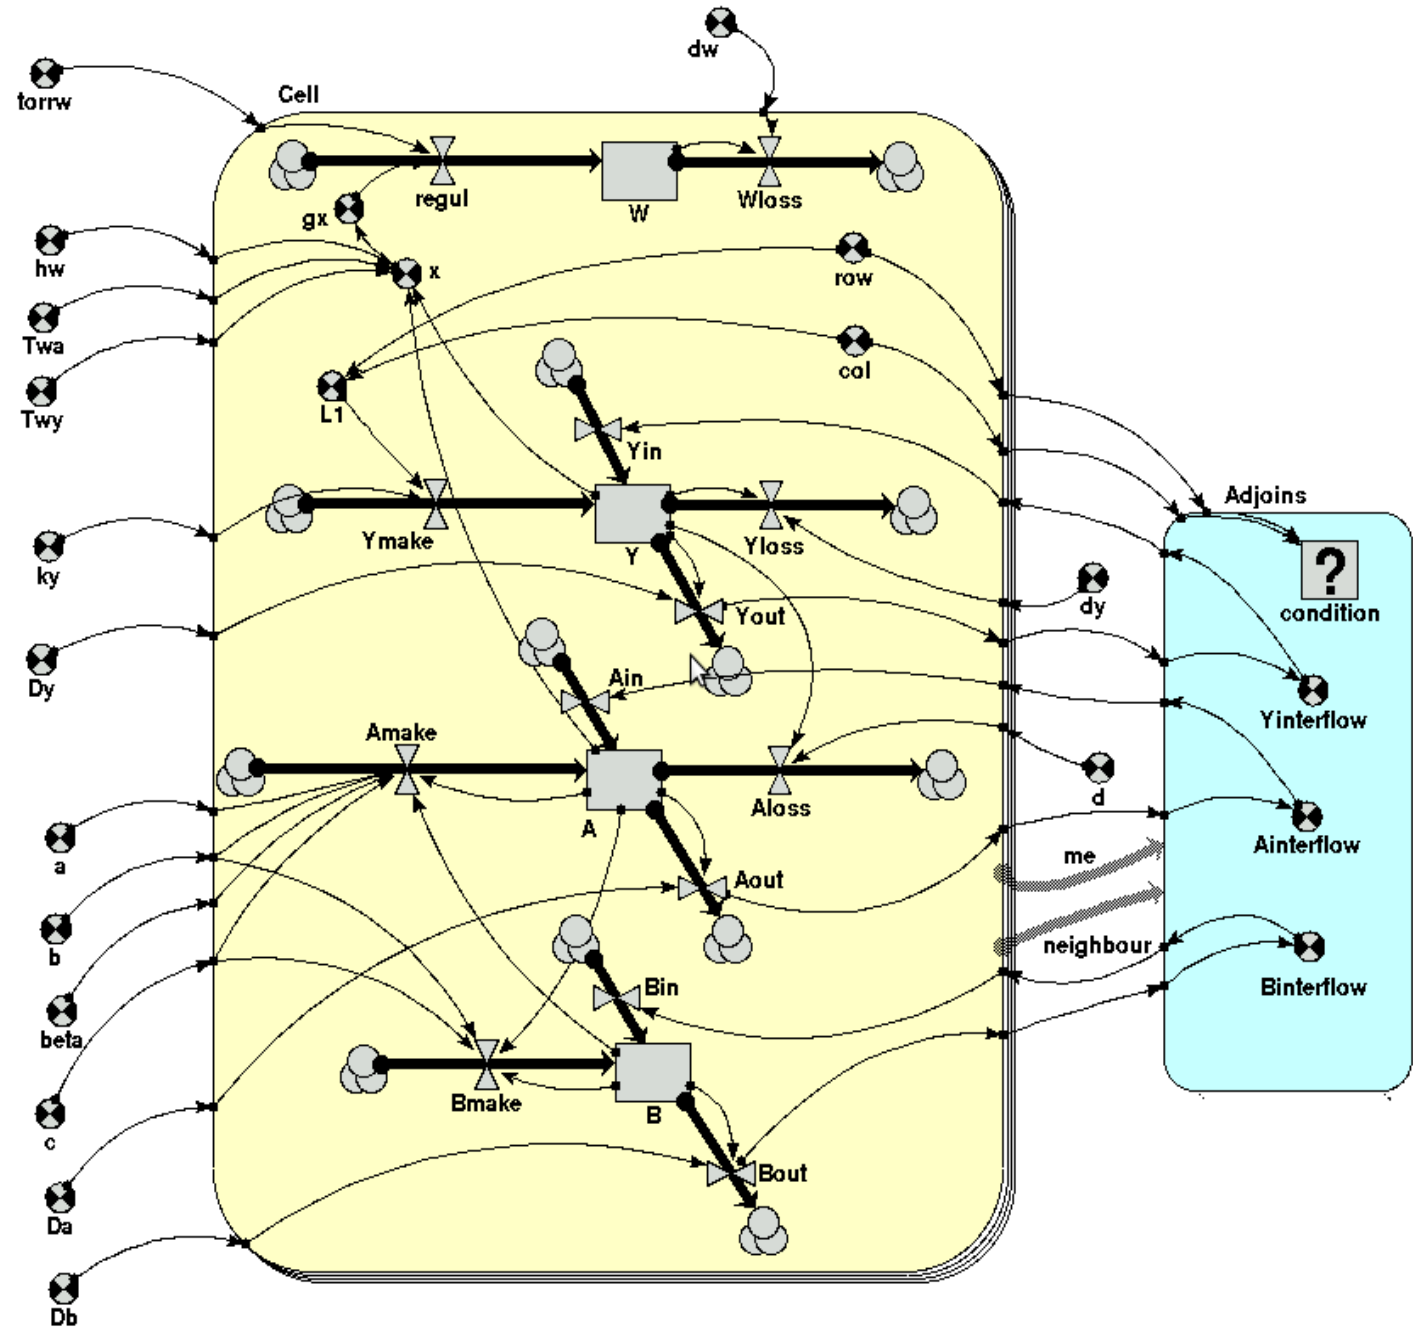 dw
torrw
Cell
regul
W
Wloss
gx
hw
x
row
Twa
col
Twy
L1
Yin
Adjoins
Ymake
Y
Yloss
ky
?
dy
condition
Yout
Dy
Ain
Yinterflow
Amake
d
A
Aloss
a
Ainterflow
me
Aout
b
neighbour
Bin
Binterflow
beta
Bmake
B
c
Bout
Da
Db